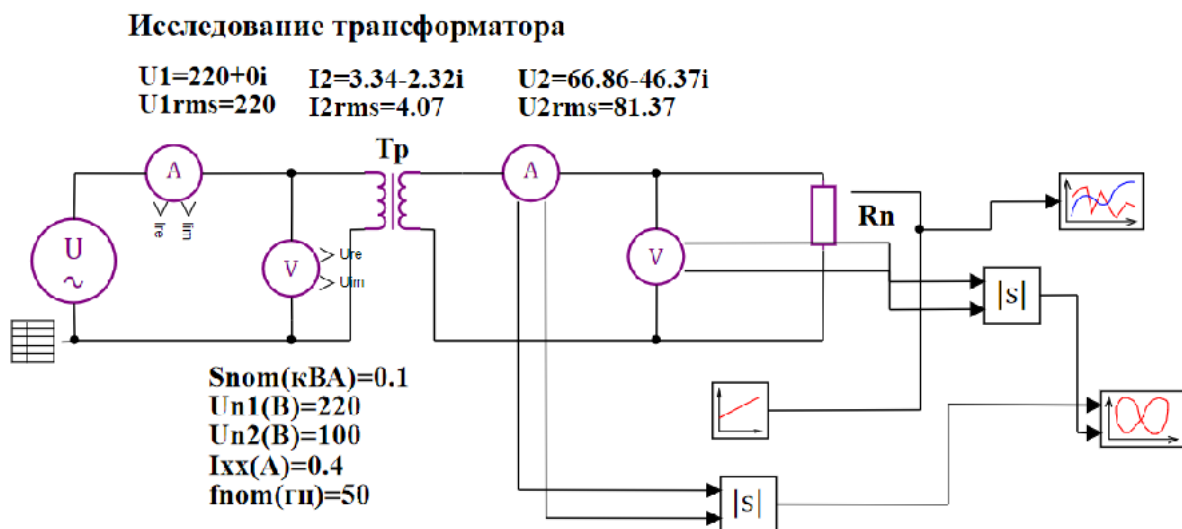 Исследование трансформатора
U1=220+0i
U1rms=220
I2=3.34-2.32i
I2rms=4.07
U2=66.86-46.37i
U2rms=81.37
Тр
A
Ire
Iim
U
V
Ure
Uim
A
V
Rn
|S|
|S|
Snom(кВА)=0.1
Un1(В)=220
Un2(В)=100
Ixx(А)=0.4
fnom(гц)=50